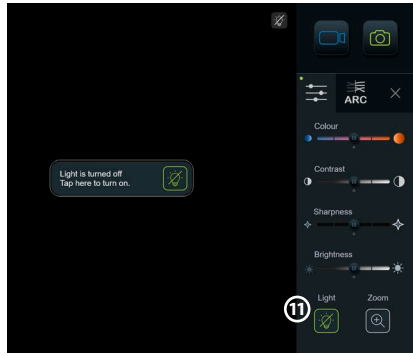 ARC
Colour
Contrast
Light is turned off
Tap here to turn on.
Sharpness
Brightness
11
Light Zoom